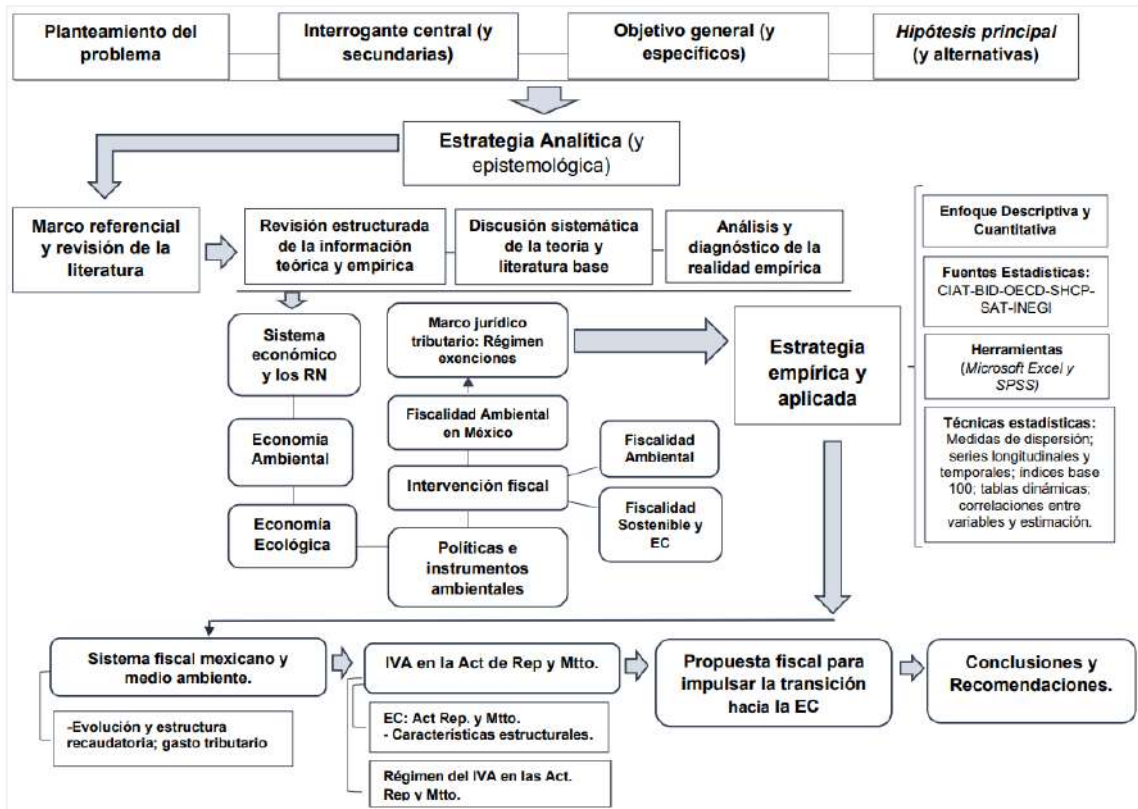 Planteamiento del
problema
Interrogante central (y
secundarias)
Objetivo general (y
específicos)
Hipótesis principal
(y alternativas)
Estrategia Analítica (y
epistemológica)
Marco referencial
y revisión de la
literatura
Revisión estructurada
de la información
teórica y empírica
Discusión sistemática
de la teoría y
literatura base
Análisis y
diagnóstico de la
realidad empírica
Enfoque Descriptiva y
Cuantitativa
Fuentes Estadísticas:
CIAT-BID-OECD-SHCP-
SAT-INEGI
Herramientas
(Microsoft Excel y
SPSS)
Técnicas estadísticas:
Medidas de dispersión;
series longitudinales y
temporales; índices base
100; tablas dinámicas;
correlaciones entre
variables y estimación.
Sistema
económico
y los RN
Economía
Ambiental
Economía
Ecológica
Marco jurídico
tributario: Régimen
exenciones
Fiscalidad Ambiental
en México
Intervención fiscal
Políticas e
instrumentos
ambientales
Fiscalidad
Ambiental
Fiscalidad
Sostenible y
EC
Estrategia
empírica y
aplicada
Sistema fiscal mexicano y
medio ambiente.
-Evolución y estructura
recaudatoria; gasto tributario
IVA en la Act de Rep y Mtto.
EC: Act Rep. y Mtto.
- Características estructurales.
Régimen del IVA en las Act.
Rep y Mtto.
Propuesta fiscal para
impulsar la transición
hacia la EC
Conclusiones y
Recomendaciones.